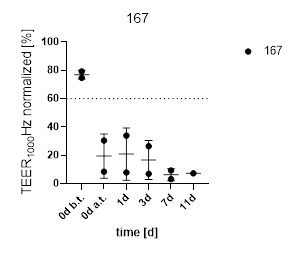 167
167
TEER1000Hz normalized [%]
100
80
60
40
20
0
0d b.t.
0d a.t.
1d
3d
7d
11d
time [d]